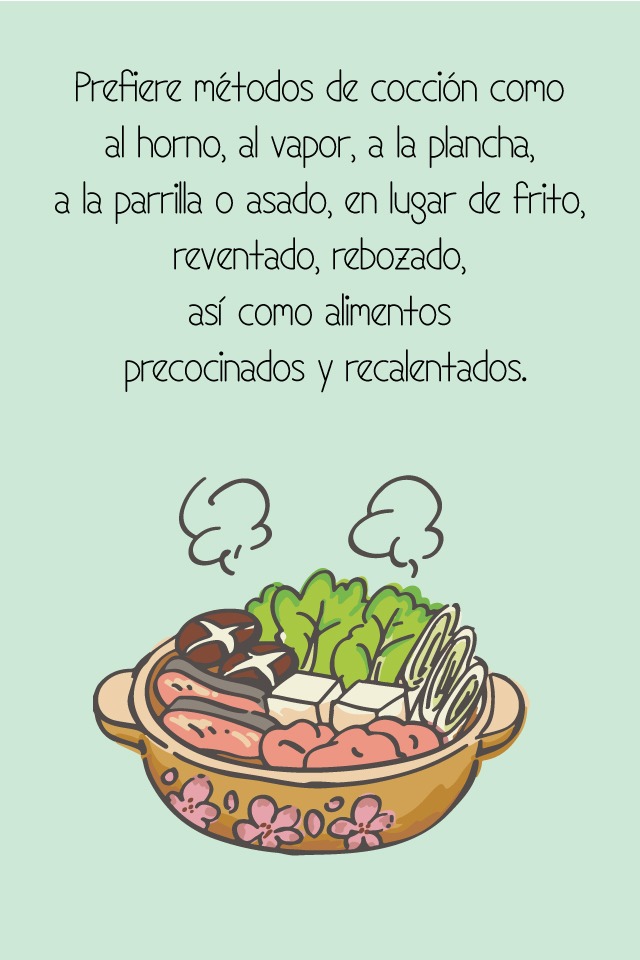 Prefiere métodos de cocción como
al horno, al vapor, a la plancha,
a la parrilla o asado, en lugar de frito,
reventado, rebozado,
así como alimentos
precocinados y recalentados.